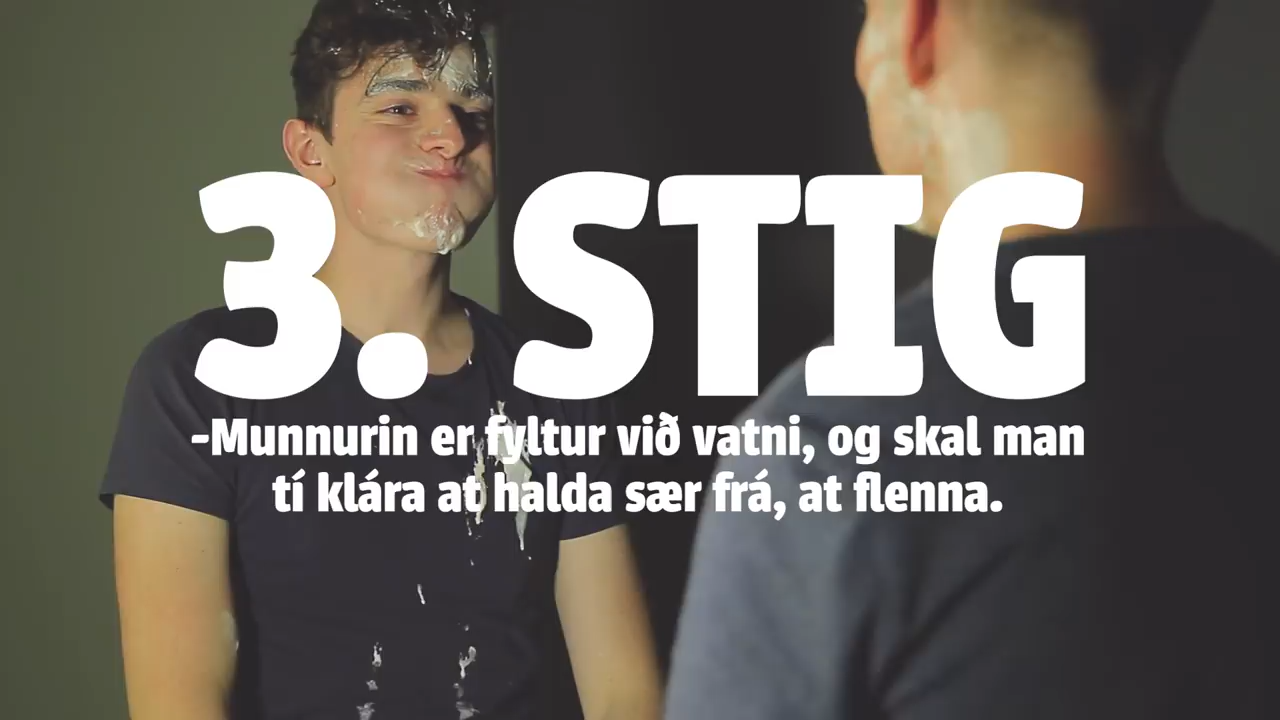 3. STIG
-Munnurin er fyltur við vatni, og skal man
tí klára at halda sær frá, at flenna.